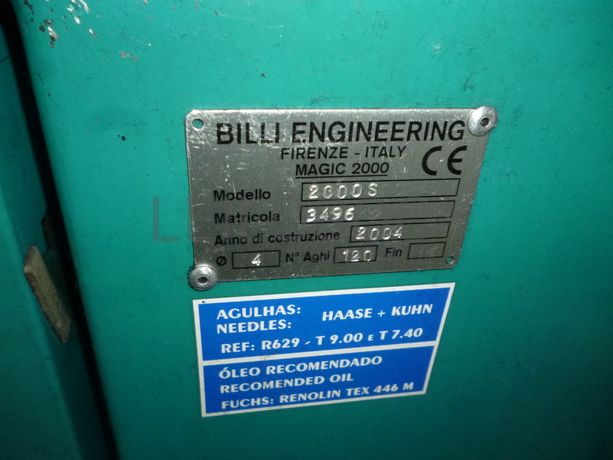 BILLI ENGINEERING
FIRENZE - ITALY
MAGIC 2000
CE
Modello 2000S
Matricola 3496
Anno di costruzione 2004
Ø 4 N° Aghi 120 Fin
AGULHAS: HAASE + KUHN
NEEDLES:
REF: R629 - T 9.00 E T 7.40
ÓLEO RECOMENDADO
RECOMENDED OIL
FUCHS: RENOLIN TEX 446 M